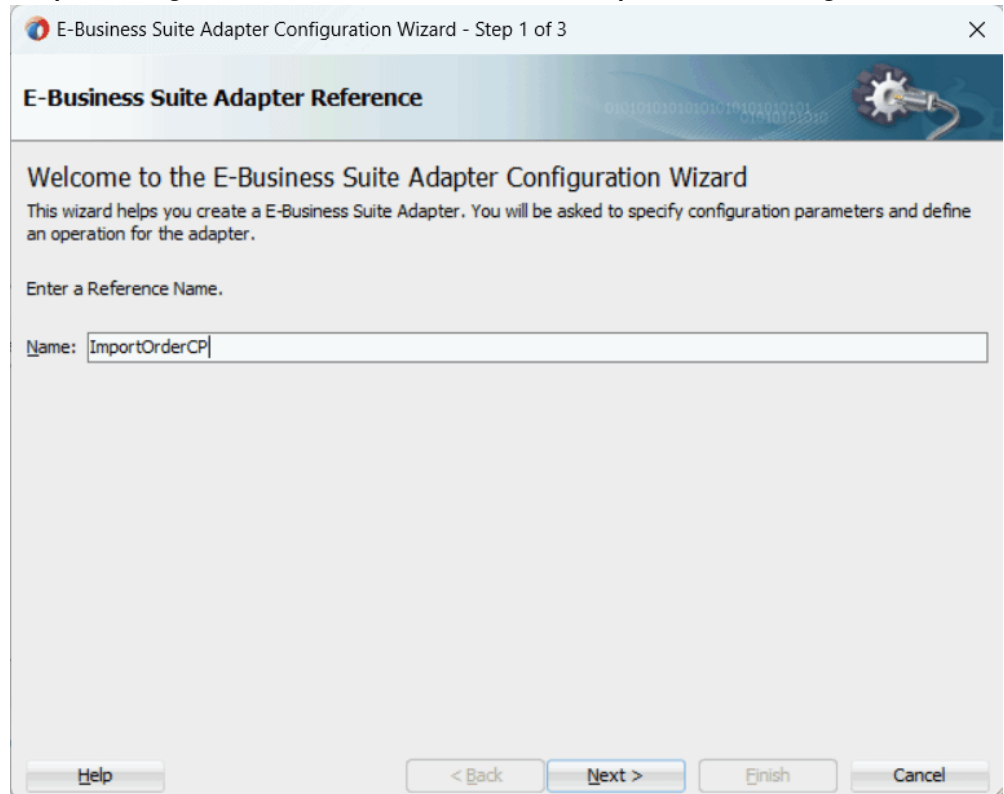 E-Business Suite Adapter Configuration Wizard - Step 1 of 3
E-Business Suite Adapter Reference
Welcome to the E-Business Suite Adapter Configuration Wizard
This wizard helps you create a E-Business Suite Adapter. You will be asked to specify configuration parameters and define
an operation for the adapter.
Enter a Reference Name.
Name: ImportOrderCP
Help < Back Next > Finish Cancel